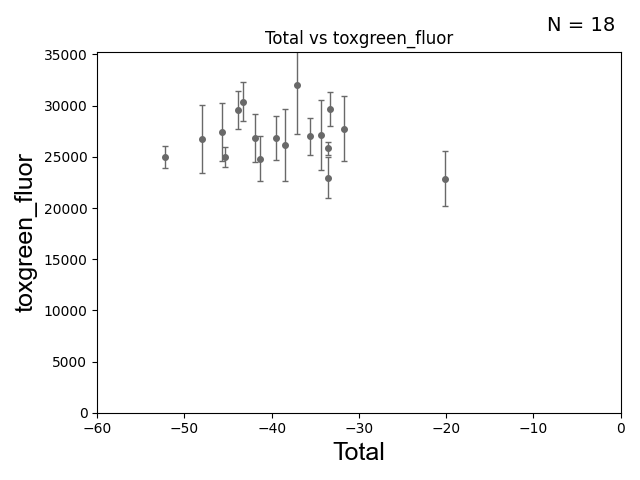 N = 18
Total vs toxgreen_fluor
35000
30000
25000
20000
15000
10000
5000
0
toxgreen_fluor
−60 −50 −40 −30 −20 −10 0
Total